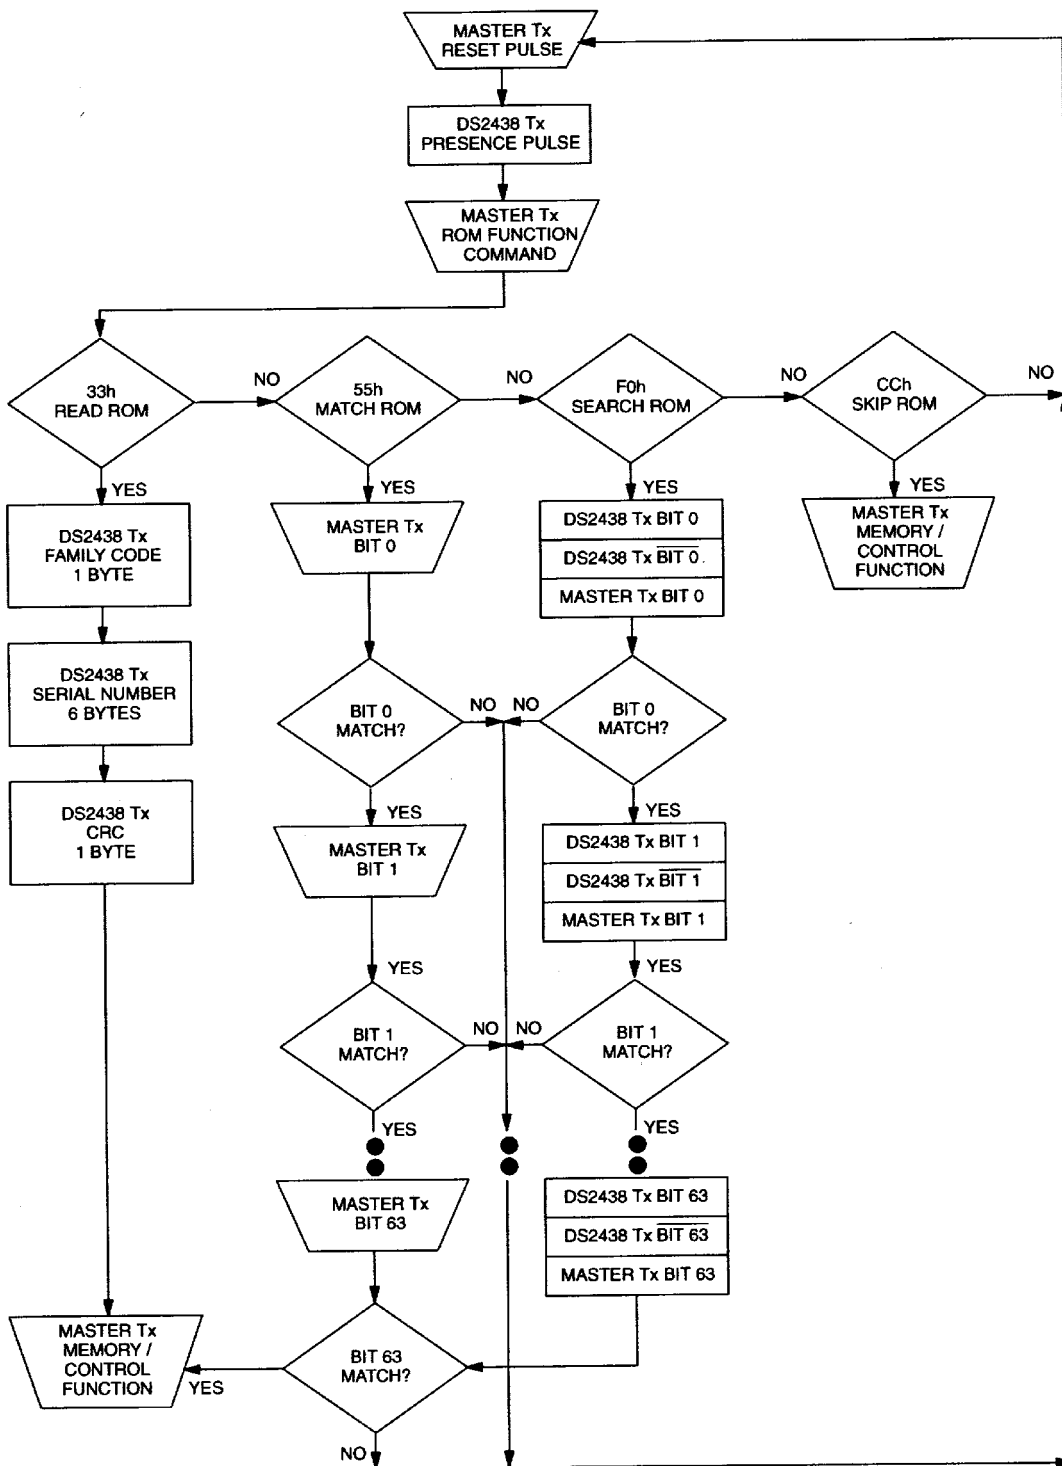 MASTER Tx
RESET PULSE
DS2438 Tx
PRESENCE PULSE
MASTER Tx
ROM FUNCTION
COMMAND
33h
READ ROM
NO
55h
MATCH ROM
NO
F0h
SEARCH ROM
NO
CCh
SKIP ROM
NO
YES
YES
YES
YES
DS2438 Tx
FAMILY CODE
1 BYTE
MASTER Tx
BIT 0
DS2438 Tx BIT 0
DS2438 Tx B̅I̅T̅ ̅0̅
MASTER Tx BIT 0
MASTER Tx
MEMORY /
CONTROL
FUNCTION
DS2438 Tx
SERIAL NUMBER
6 BYTES
BIT 0
MATCH?
NO
NO
BIT 0
MATCH?
DS2438 Tx
CRC
1 BYTE
YES
YES
MASTER Tx
BIT 1
DS2438 Tx BIT 1
DS2438 Tx B̅I̅T̅ ̅1̅
MASTER Tx BIT 1
YES
YES
BIT 1
MATCH?
NO
NO
BIT 1
MATCH?
YES
YES
MASTER Tx
BIT 63
DS2438 Tx BIT 63
DS2438 Tx B̅I̅T̅ ̅6̅3̅
MASTER Tx BIT 63
MASTER Tx
MEMORY /
CONTROL
FUNCTION
YES
BIT 63
MATCH?
NO